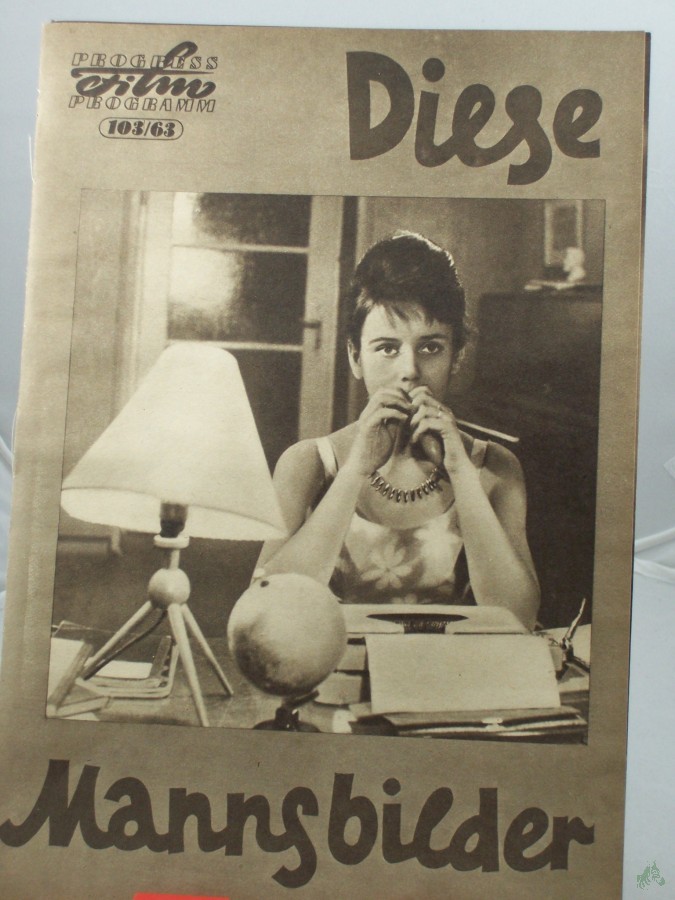 PROGRESS
Film
PROGRAMM
103/63
Diese
Mannsbilder